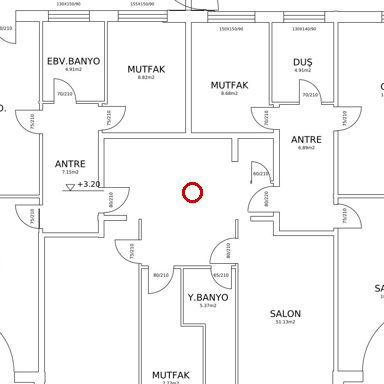 130X150/90
155X150/90
150X150/90
130X140/90
EBV.BANYO
4.91m2
MUTFAK
8.82m2
MUTFAK
8.68m2
DUŞ
4.91m2
70/210
70/210
75/210
75/210
70/210
75/210
ANTRE
7.15m2
+3.20
ANTRE
6.89m2
60/210
80/210
80/210
75/210
75/210
75/210
80/210
80/210
65/210
Y.BANYO
5.37m2
SALON
51.13m2
MUTFAK